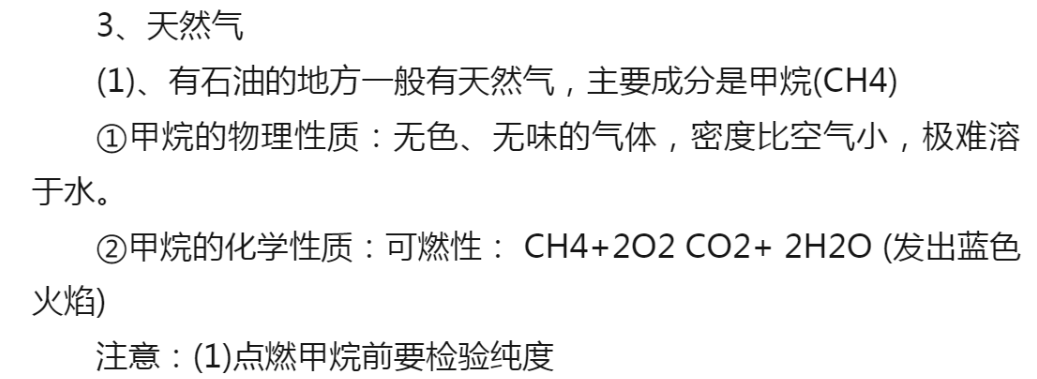 3、天然气
(1)、有石油的地方一般有天然气，主要成分是甲烷(CH4)
①甲烷的物理性质：无色、无味的气体，密度比空气小，极难溶
于水。
②甲烷的化学性质：可燃性： CH4+2O2 CO2+ 2H2O (发出蓝色
火焰)
注意：(1)点燃甲烷前要检验纯度